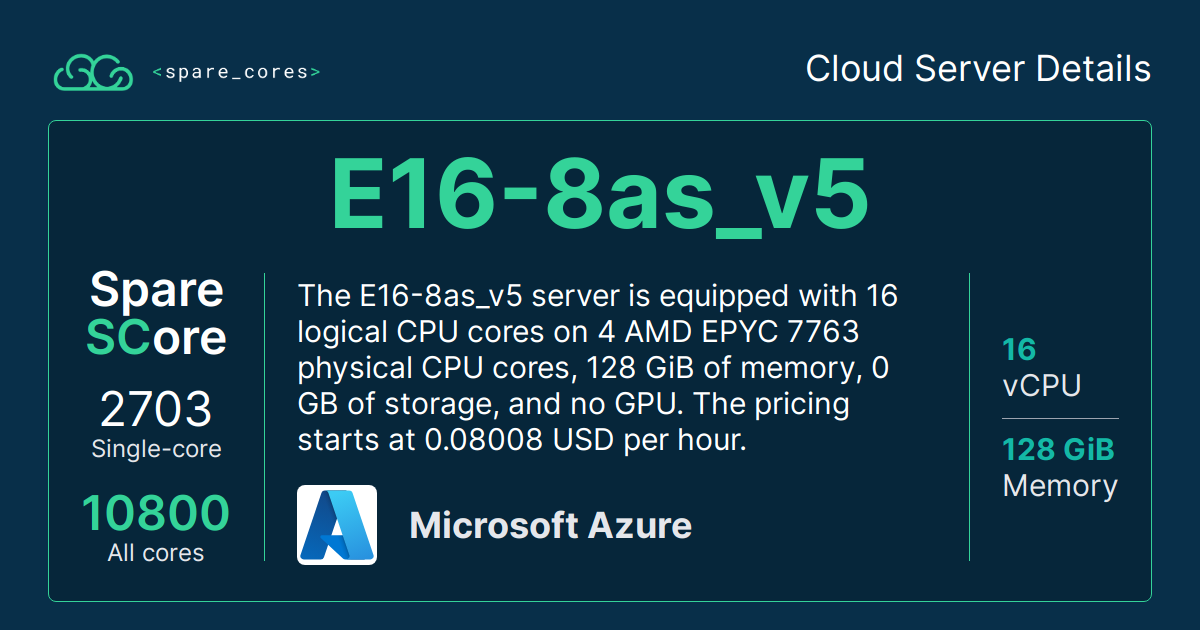 <spare_cores>
Cloud Server Details
E16-8as_v5
Spare
SCore
2703
Single-core
10800
All cores
The E16-8as_v5 server is equipped with 16
logical CPU cores on 4 AMD EPYC 7763
physical CPU cores, 128 GiB of memory, 0
GB of storage, and no GPU. The pricing
starts at 0.08008 USD per hour.
Microsoft Azure
16
vCPU
128 GiB
Memory